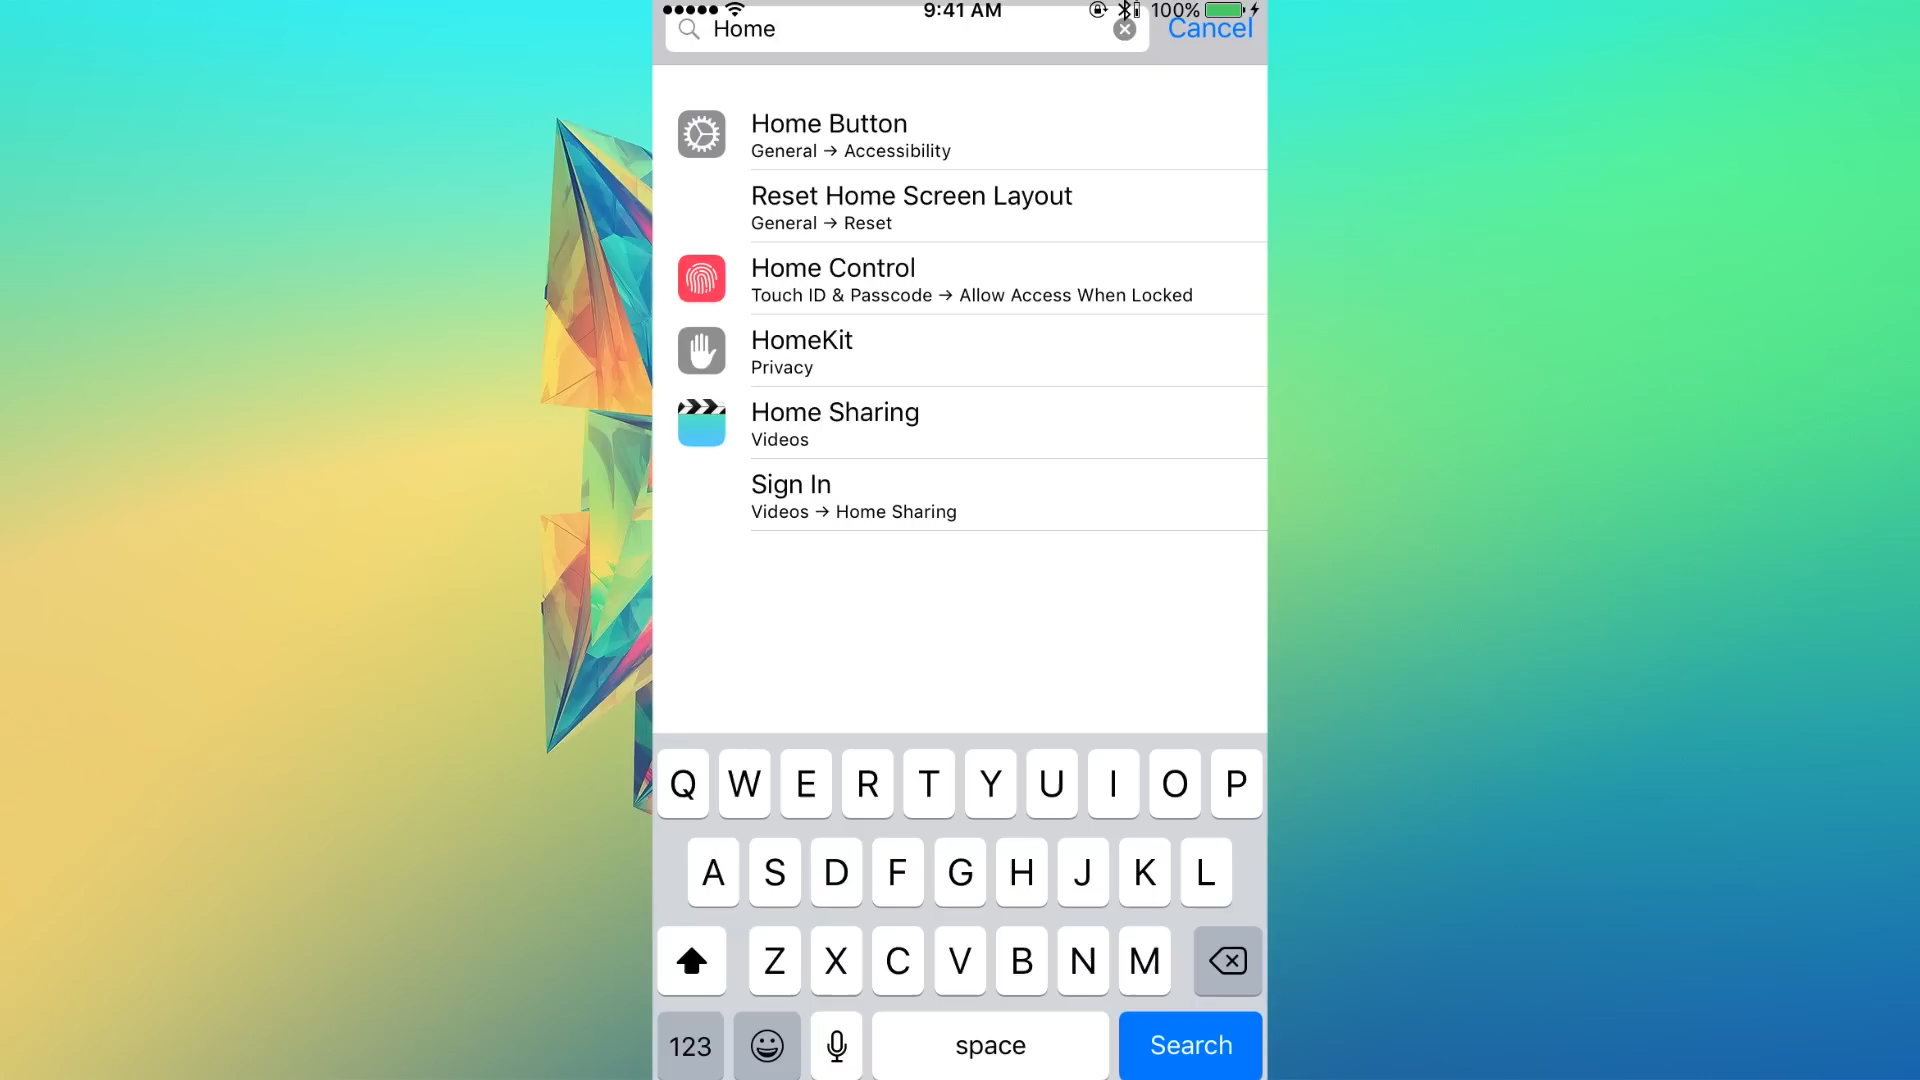 9:41 AM 100%
Home Cancel
Home Button
General → Accessibility
Reset Home Screen Layout
General → Reset
Home Control
Touch ID & Passcode → Allow Access When Locked
HomeKit
Privacy
Home Sharing
Videos
Sign In
Videos → Home Sharing
Q W E R T Y U I O P
A S D F G H J K L
Z X C V B N M
123 space Search